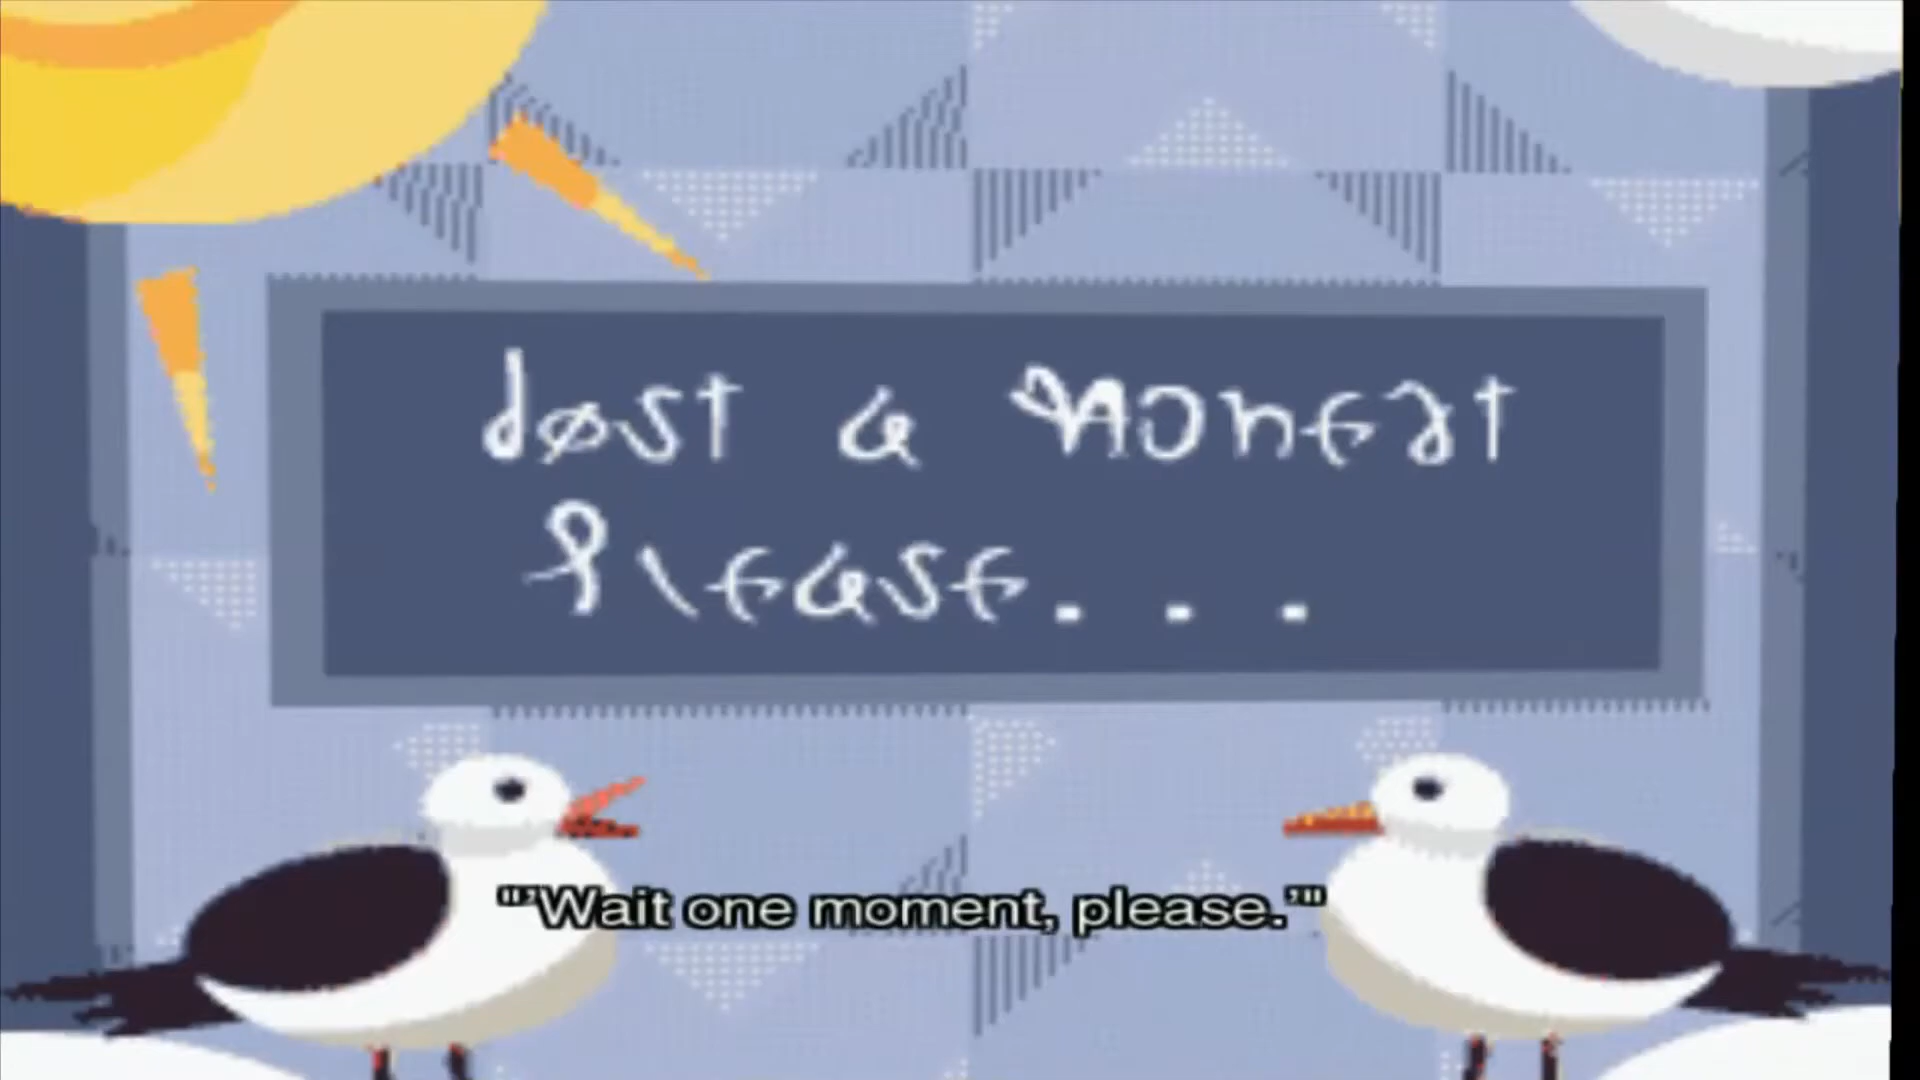 Just a Moment
Please. . .
"'Wait one moment, please.'"